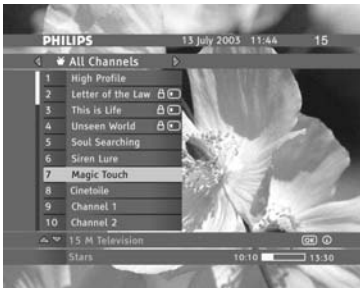 PHILIPS 13 July 2003 11:44 15
All Channels
1 High Profile
2 Letter of the Law
3 This is Life
4 Unseen World
5 Soul Searching
6 Siren Lure
7 Magic Touch
8 Cinetoile
9 Channel 1
10 Channel 2
15 M Television OK
Stars 10:10 13:30